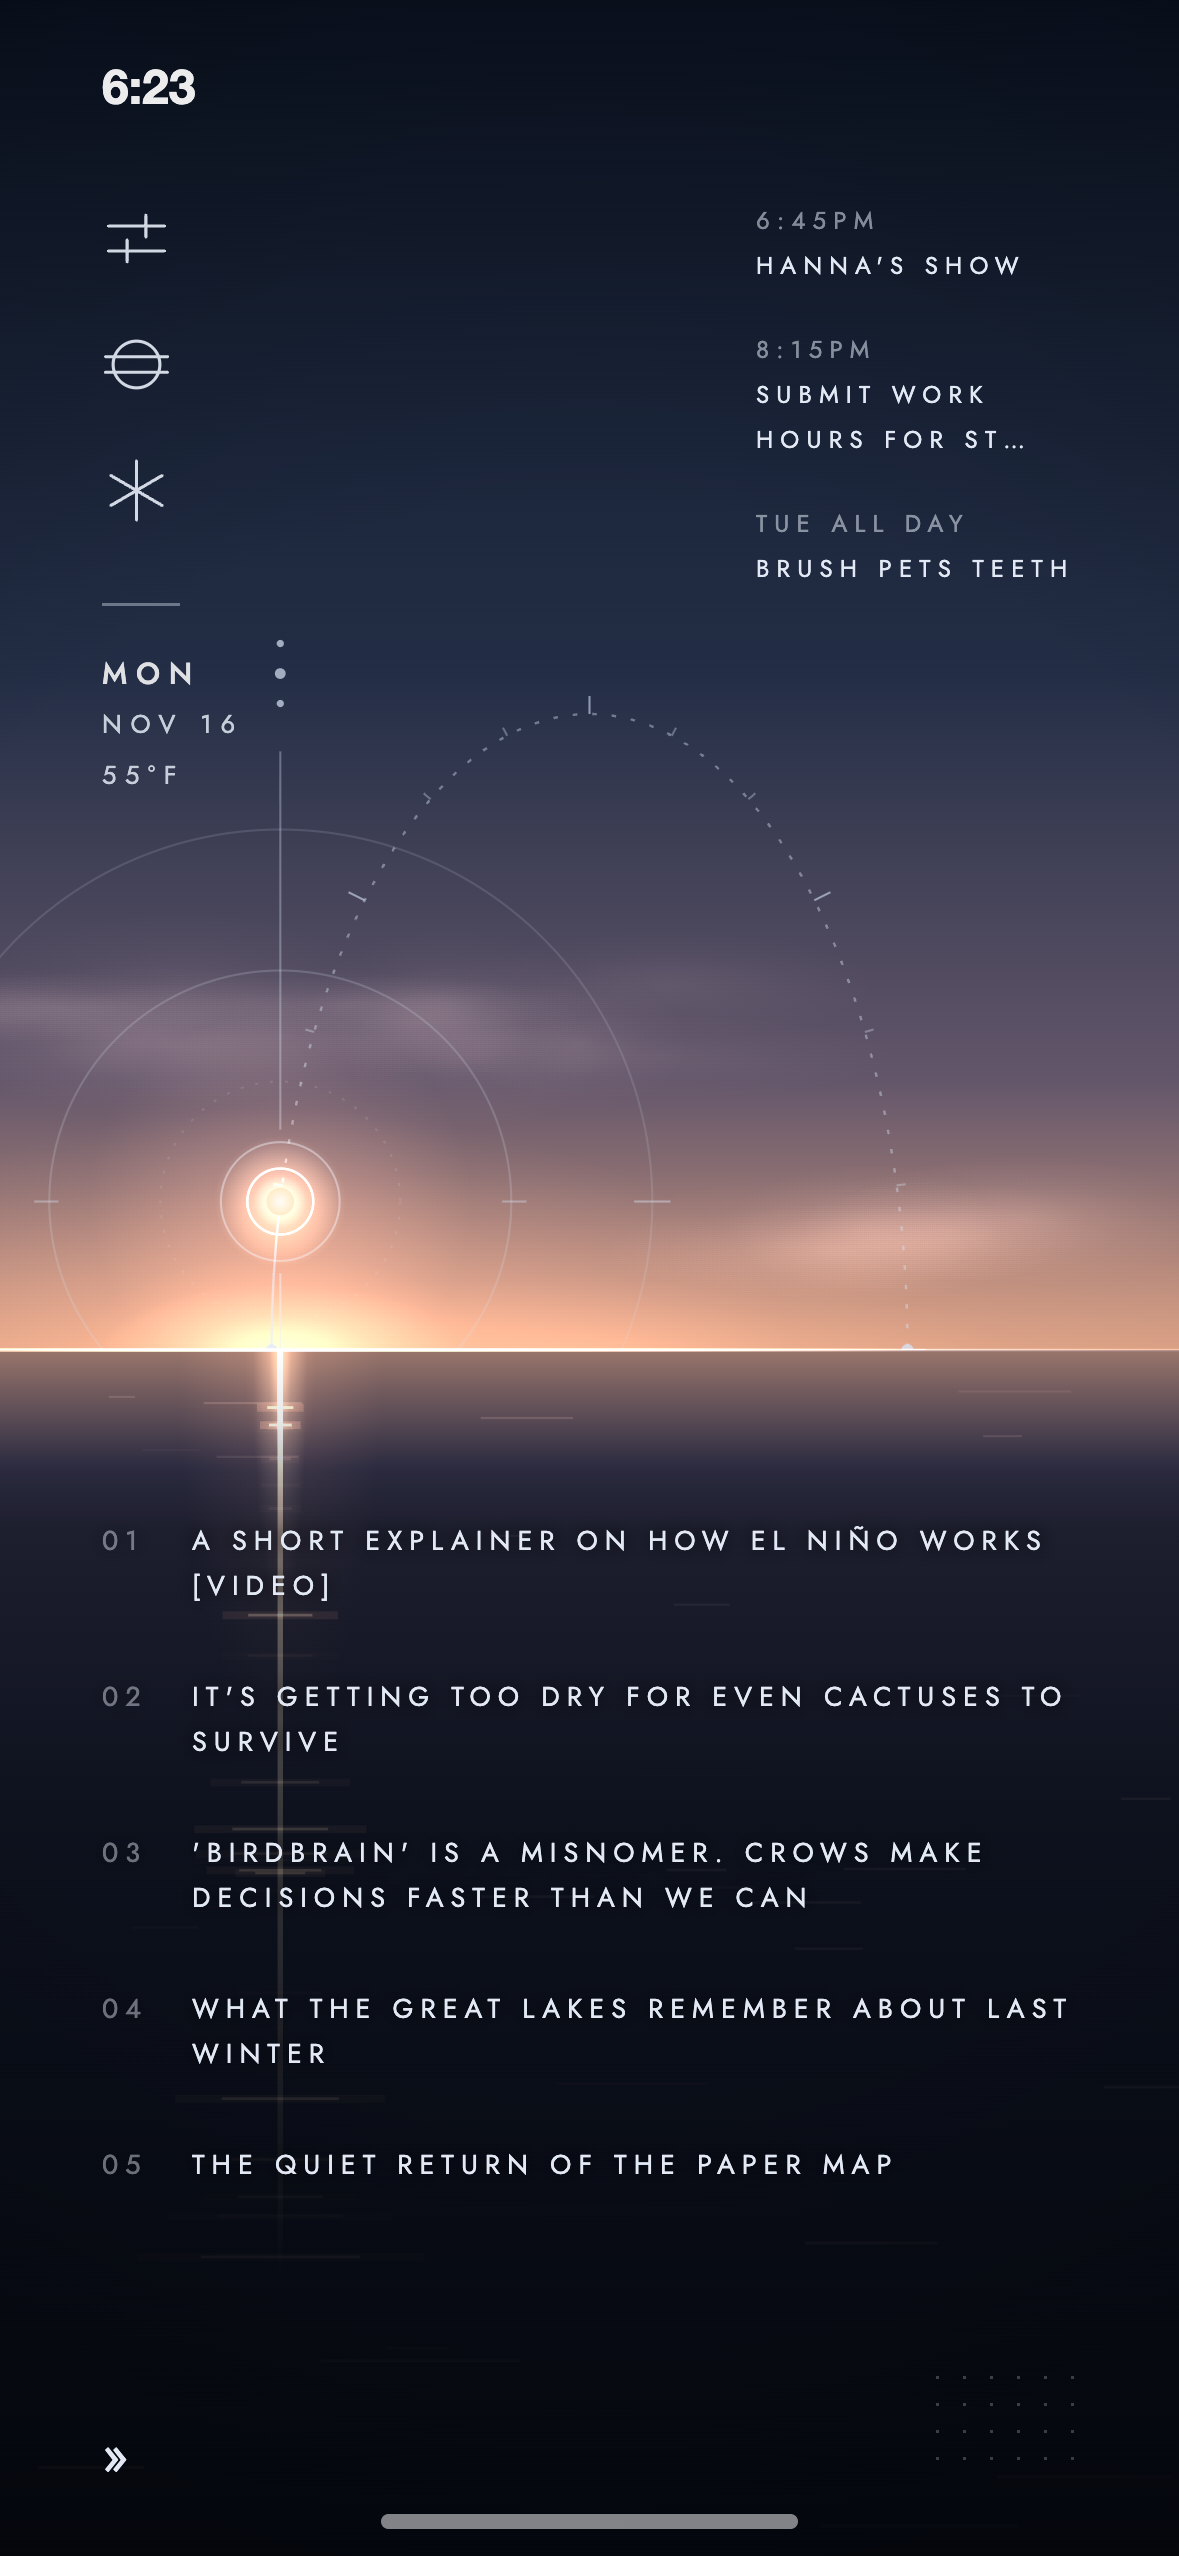 6:23
6:45PM
HANNA'S SHOW
8:15PM
SUBMIT WORK
HOURS FOR ST…
TUE ALL DAY
BRUSH PETS TEETH
MON
NOV 16
55°F
01 A SHORT EXPLAINER ON HOW EL NIÑO WORKS
[VIDEO]
02 IT'S GETTING TOO DRY FOR EVEN CACTUSES TO
SURVIVE
03 'BIRDBRAIN' IS A MISNOMER. CROWS MAKE
DECISIONS FASTER THAN WE CAN
04 WHAT THE GREAT LAKES REMEMBER ABOUT LAST
WINTER
05 THE QUIET RETURN OF THE PAPER MAP